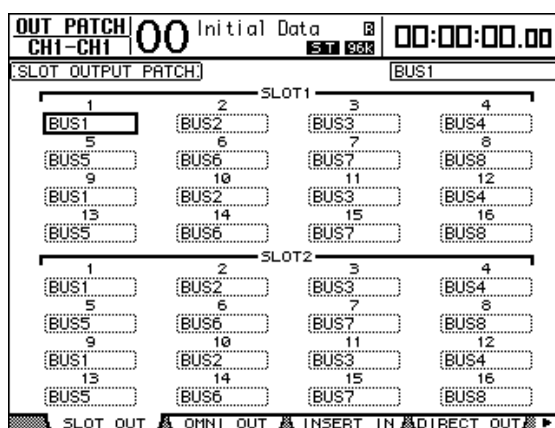 OUT PATCH 00 Initial Data R 00:00:00.00
CH1-CH1 ST 96K
SLOT OUTPUT PATCH BUS1
SLOT1
1 2 3 4
BUS1 BUS2 BUS3 BUS4
5 6 7 8
BUS5 BUS6 BUS7 BUS8
9 10 11 12
BUS1 BUS2 BUS3 BUS4
13 14 15 16
BUS5 BUS6 BUS7 BUS8
SLOT2
1 2 3 4
BUS1 BUS2 BUS3 BUS4
5 6 7 8
BUS5 BUS6 BUS7 BUS8
9 10 11 12
BUS1 BUS2 BUS3 BUS4
13 14 15 16
BUS5 BUS6 BUS7 BUS8
SLOT OUT OMNI OUT INSERT IN DIRECT OUT